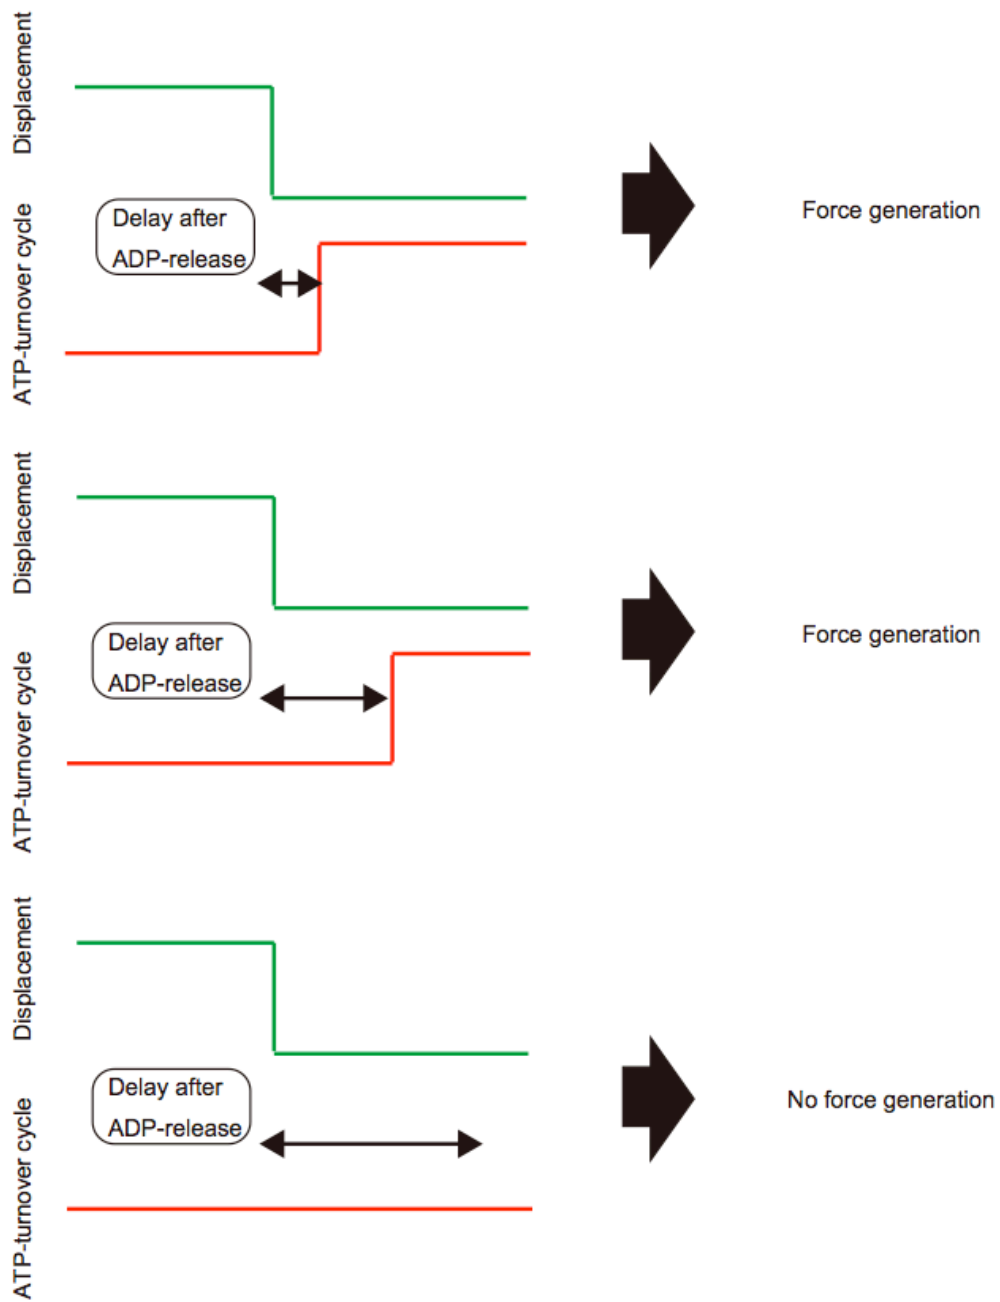 Displacement
Delay after
ADP-release
Force generation
ATP-turnover cycle
Displacement
Delay after
ADP-release
Force generation
ATP-turnover cycle
Displacement
Delay after
ADP-release
No force generation
ATP-turnover cycle